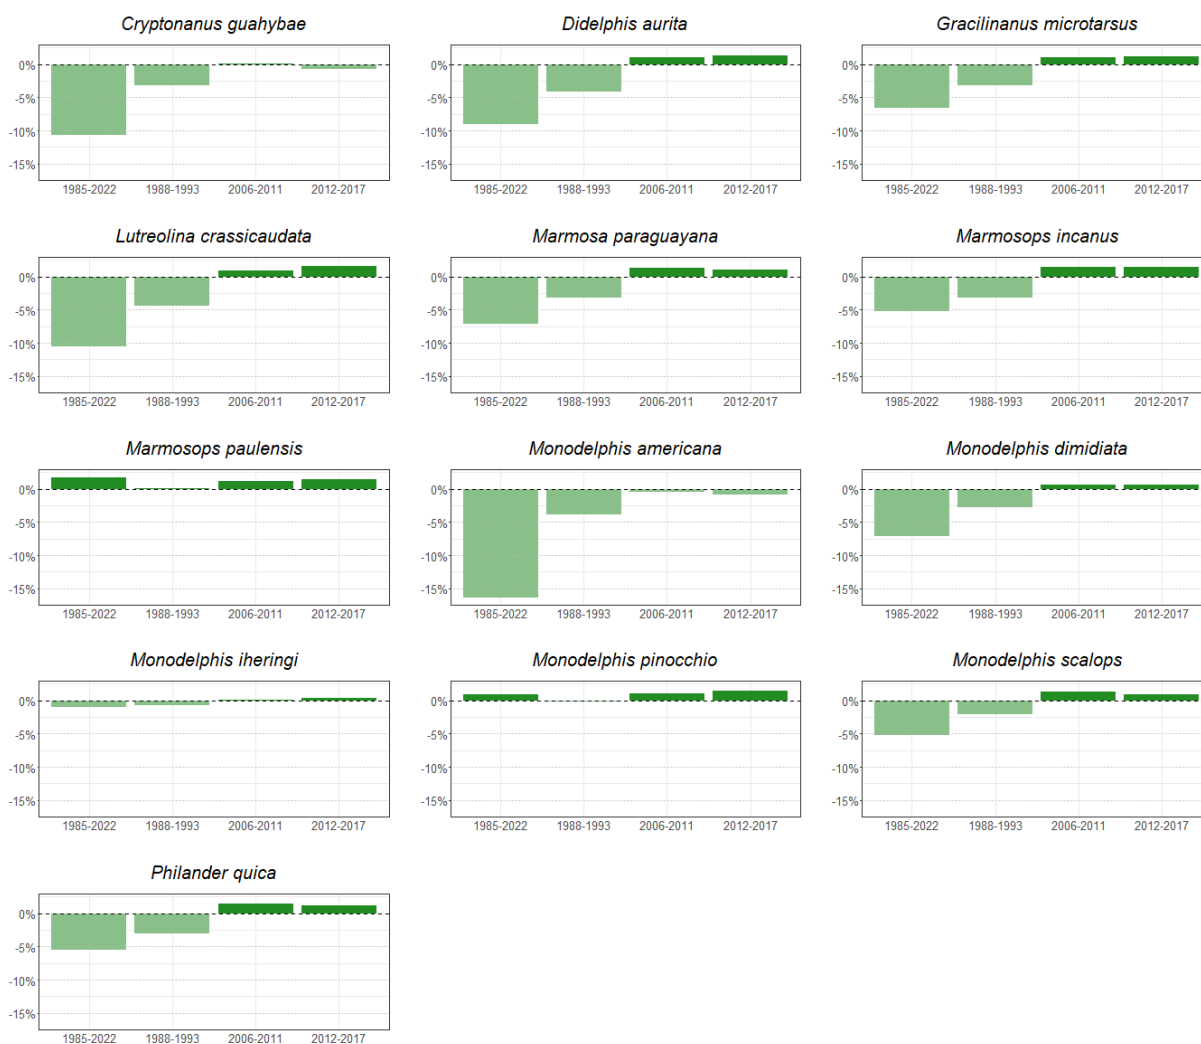 Cryptonanus guahybae Didelphis aurita Gracilinanus microtarsus
0% 0% 0%
-5% -5% -5%
-10% -10% -10%
-15% -15% -15%
1985-2022 1988-1993 2006-2011 2012-2017 1985-2022 1988-1993 2006-2011 2012-2017 1985-2022 1988-1993 2006-2011 2012-2017
Lutreolina crassicaudata Marmosa paraguayana Marmosops incanus
0% 0% 0%
-5% -5% -5%
-10% -10% -10%
-15% -15% -15%
1985-2022 1988-1993 2006-2011 2012-2017 1985-2022 1988-1993 2006-2011 2012-2017 1985-2022 1988-1993 2006-2011 2012-2017
Marmosops paulensis Monodelphis americana Monodelphis dimidiata
0% 0% 0%
-5% -5% -5%
-10% -10% -10%
-15% -15% -15%
1985-2022 1988-1993 2006-2011 2012-2017 1985-2022 1988-1993 2006-2011 2012-2017 1985-2022 1988-1993 2006-2011 2012-2017
Monodelphis iheringi Monodelphis pinocchio Monodelphis scalops
0% 0% 0%
-5% -5% -5%
-10% -10% -10%
-15% -15% -15%
1985-2022 1988-1993 2006-2011 2012-2017 1985-2022 1988-1993 2006-2011 2012-2017 1985-2022 1988-1993 2006-2011 2012-2017
Philander quica
0%
-5%
-10%
-15%
1985-2022 1988-1993 2006-2011 2012-2017